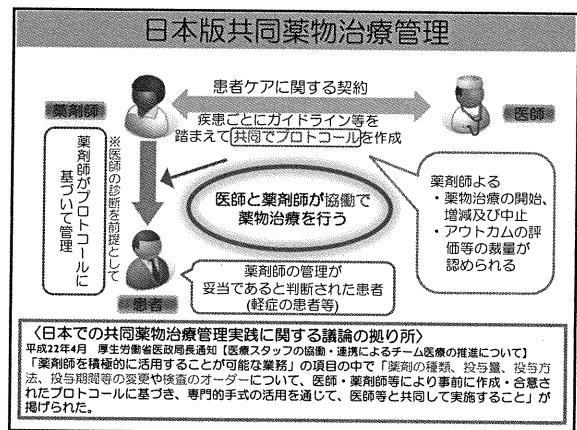 日本版共同薬物治療管理
患者ケアに関する契約
薬剤師
医師
疾患ごとにガイドライン等を
踏まえて共同でプロトコールを作成
薬剤師がプロトコールに
基づいて管理
※医師の診断を前提として
医師と薬剤師が協働で
薬物治療を行う
薬剤師よる
・薬物治療の開始、
増減及び中止
・アウトカムの評
価等の裁量が
認められる
患者
薬剤師の管理が
妥当であると判断された患者
(軽症の患者等)
〈日本での共同薬物治療管理実践に関する議論の拠り所〉
平成22年4月 厚生労働省医政局長通知【医療スタッフの協働・連携によるチーム医療の推進について】
「薬剤師を積極的に活用することが可能な業務」の項目の中で「薬剤の種類、投与量、投与方
法、投与期間等の変更や検査のオーダーについて、医師・薬剤師等により事前に作成・合意さ
れたプロトコールに基づき、専門的手式の活用を通じて、医師等と共同して実施すること」が
掲げられた。